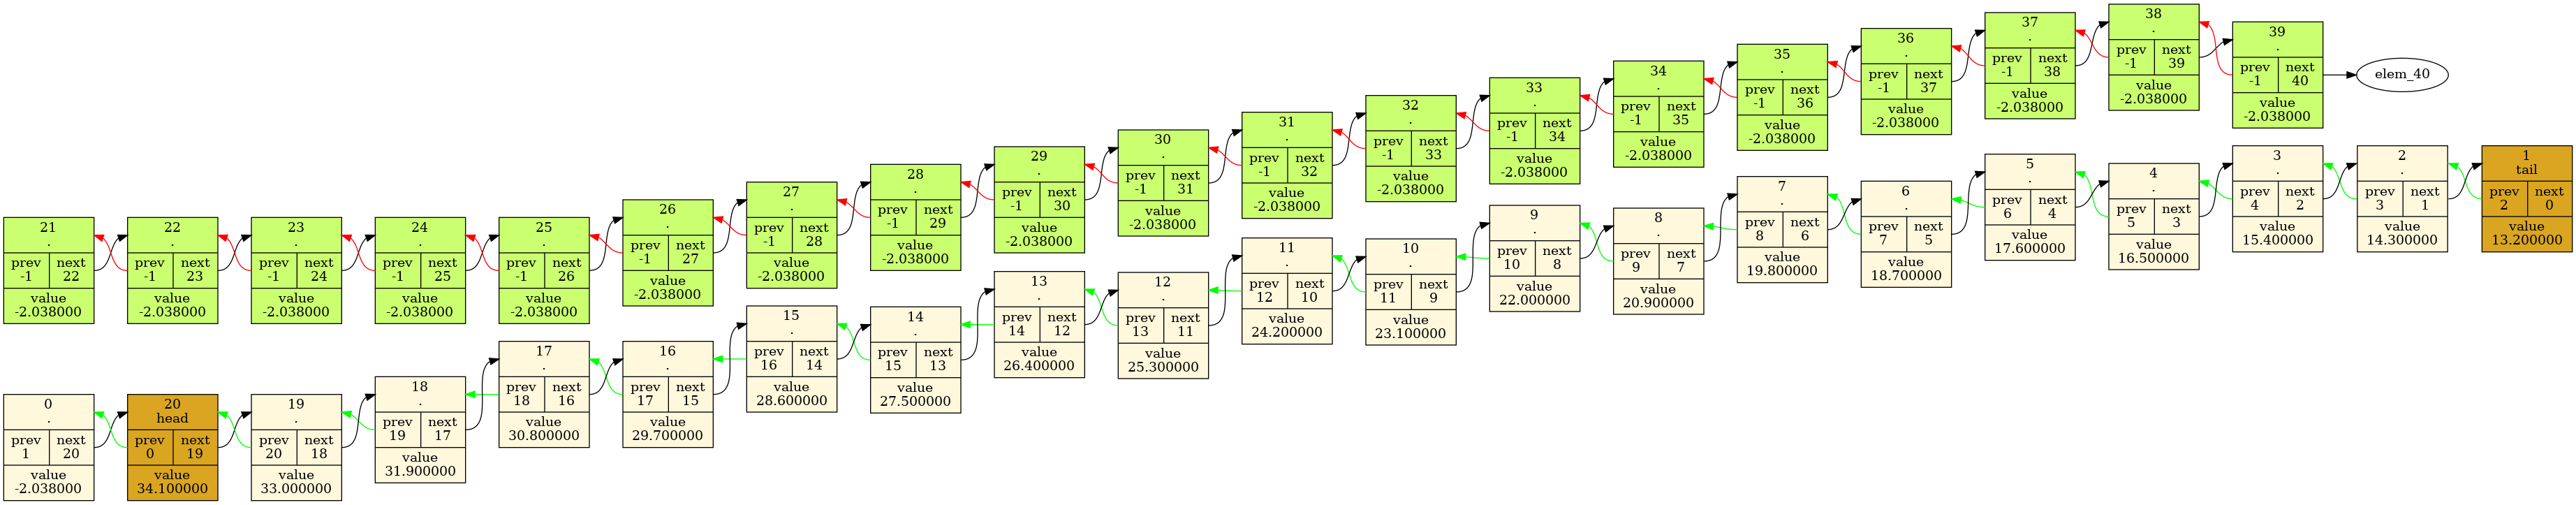 21
.
prev next
-1 22
value
-2.038000
22
.
prev next
-1 23
value
-2.038000
23
.
prev next
-1 24
value
-2.038000
24
.
prev next
-1 25
value
-2.038000
25
.
prev next
-1 26
value
-2.038000
26
.
prev next
-1 27
value
-2.038000
27
.
prev next
-1 28
value
-2.038000
28
.
prev next
-1 29
value
-2.038000
29
.
prev next
-1 30
value
-2.038000
30
.
prev next
-1 31
value
-2.038000
31
.
prev next
-1 32
value
-2.038000
32
.
prev next
-1 33
value
-2.038000
33
.
prev next
-1 34
value
-2.038000
34
.
prev next
-1 35
value
-2.038000
35
.
prev next
-1 36
value
-2.038000
36
.
prev next
-1 37
value
-2.038000
37
.
prev next
-1 38
value
-2.038000
38
.
prev next
-1 39
value
-2.038000
39
.
prev next
-1 40
value
-2.038000
elem_40
0
.
prev next
1 20
value
-2.038000
20
head
prev next
0 19
value
34.100000
19
.
prev next
20 18
value
33.000000
18
.
prev next
19 17
value
31.900000
17
.
prev next
18 16
value
30.800000
16
.
prev next
17 15
value
29.700000
15
.
prev next
16 14
value
28.600000
14
.
prev next
15 13
value
27.500000
13
.
prev next
14 12
value
26.400000
12
.
prev next
13 11
value
25.300000
11
.
prev next
12 10
value
24.200000
10
.
prev next
11 9
value
23.100000
9
.
prev next
10 8
value
22.000000
8
.
prev next
9 7
value
20.900000
7
.
prev next
8 6
value
19.800000
6
.
prev next
7 5
value
18.700000
5
.
prev next
6 4
value
17.600000
4
.
prev next
5 3
value
16.500000
3
.
prev next
4 2
value
15.400000
2
.
prev next
3 1
value
14.300000
1
tail
prev next
2 0
value
13.200000